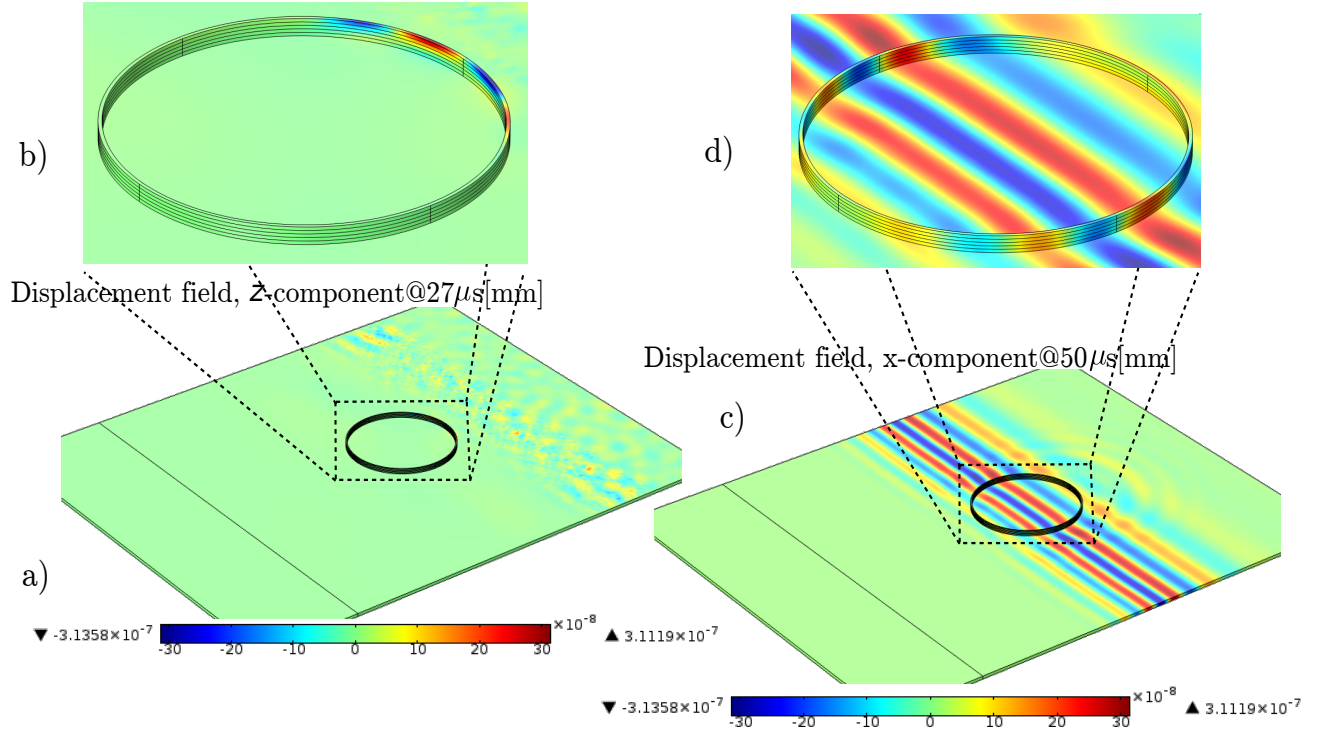 b)
d)
Displacement field, z-component@27μs[mm]
Displacement field, x-component@50μs[mm]
c)
a)
▼ -3.1358×10⁻⁷
-30 -20 -10 0 10 20 30
×10⁻⁸
▲ 3.1119×10⁻⁷
▼ -3.1358×10⁻⁷
-30 -20 -10 0 10 20 30
×10⁻⁸
▲ 3.1119×10⁻⁷